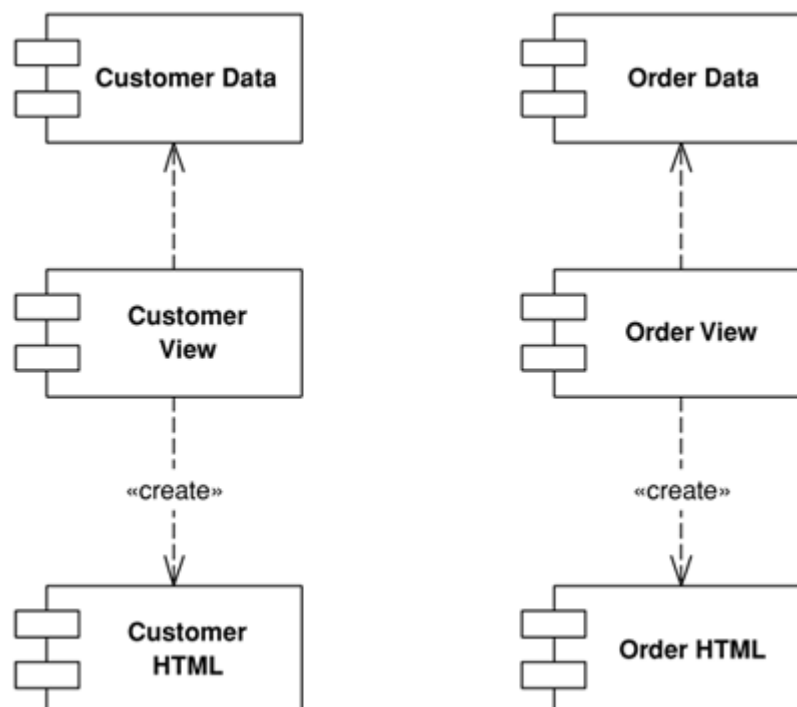 Customer Data
Order Data
Customer
View
Order View
«create»
«create»
Customer
HTML
Order HTML